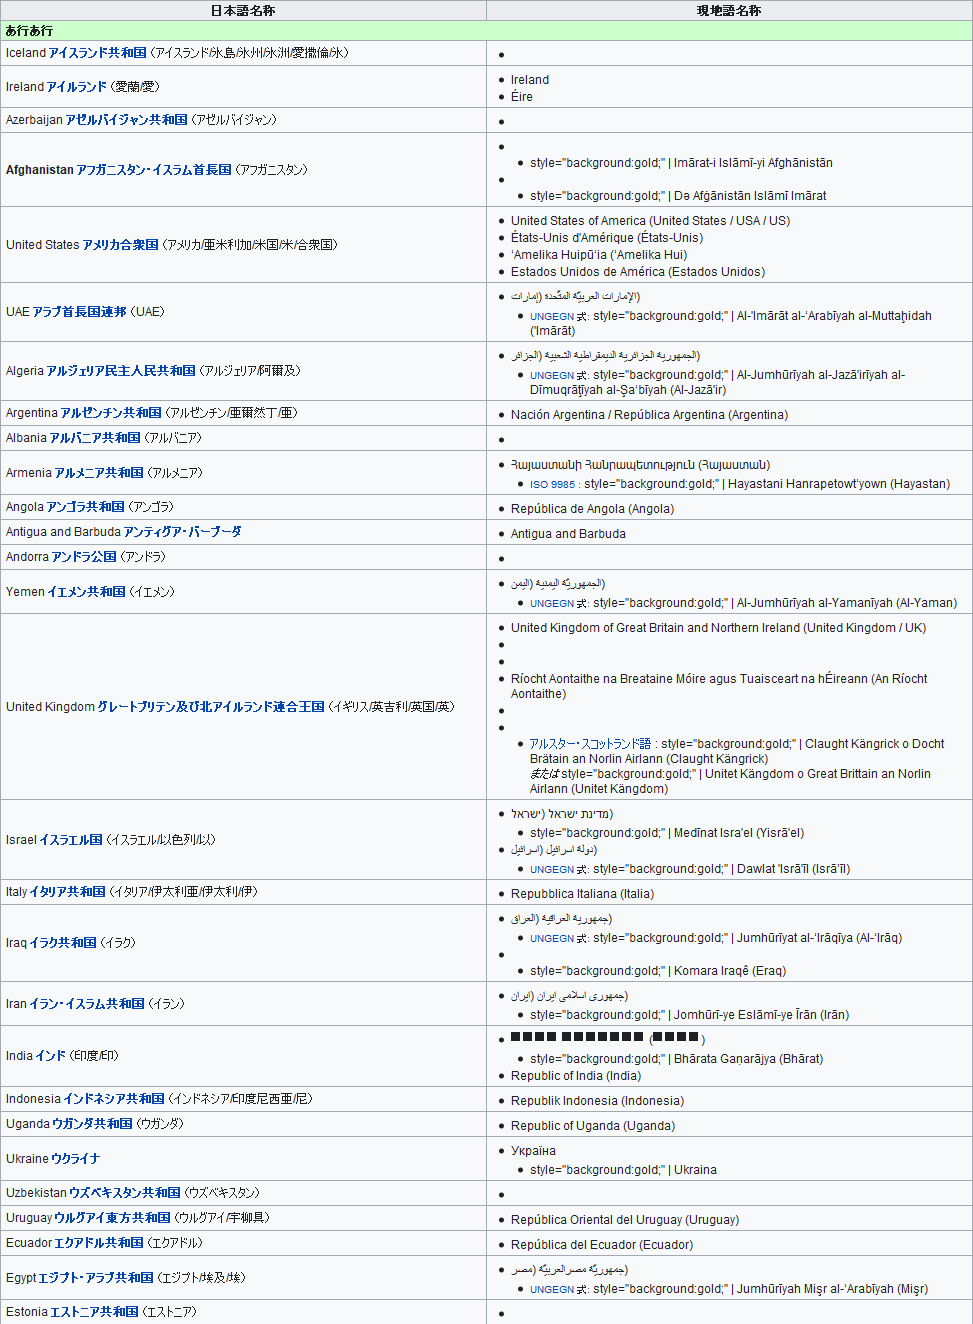 日本語名称 現地語名称
あ行あ行
Iceland アイスランド共和国 (アイスランド/氷島/氷州/氷洲/愛撒倫/氷)
Ireland アイルランド (愛蘭/愛)
Ireland
Éire
Azerbaijan アゼルバイジャン共和国 (アゼルバイジャン)
Afghanistan アフガニスタン・イスラム首長国 (アフガニスタン)
style="background:gold;" | Imārat-i Islāmī-yi Afghānistān
style="background:gold;" | Də Afġānistān Islāmī Imārat
United States アメリカ合衆国 (アメリカ/亜米利加/米国/米/合衆国)
United States of America (United States / USA / US)
États-Unis d'Amérique (États-Unis)
ʻAmelika Huipūʻia (ʻAmelika Hui)
Estados Unidos de América (Estados Unidos)
UAE アラブ首長国連邦 (UAE)
الإمارات العربيّة المتّحدة (إمارات)
UNGEGN 式: style="background:gold;" | Al-'Imārāt al-‘Arabīyah al-Muttaḩidah
('Imārāt)
Algeria アルジェリア民主人民共和国 (アルジェリア/阿爾及)
الجمهورية الجزائرية الديمقراطية الشعبية (الجزائر)
UNGEGN 式: style="background:gold;" | Al-Jumhūrīyah al-Jazā'irīyah al-
Dīmuqrāţīyah al-Şa‘bīyah (Al-Jazā'ir)
Argentina アルゼンチン共和国 (アルゼンチン/亜爾然丁/亜)
Nación Argentina / República Argentina (Argentina)
Albania アルバニア共和国 (アルバニア)
Armenia アルメニア共和国 (アルメニア)
Հայաստանի Հանրապետություն (Հայաստան)
ISO 9985 : style="background:gold;" | Hayastani Hanrapetowt‘yown (Hayastan)
Angola アンゴラ共和国 (アンゴラ)
República de Angola (Angola)
Antigua and Barbuda アンティグア・バーブーダ
Antigua and Barbuda
Andorra アンドラ公国 (アンドラ)
Yemen イエメン共和国 (イエメン)
الجمهوريّة اليمنية (اليمن)
UNGEGN 式: style="background:gold;" | Al-Jumhūrīyah al-Yamanīyah (Al-Yaman)
United Kingdom グレートブリテン及び北アイルランド連合王国 (イギリス/英吉利/英国/英)
United Kingdom of Great Britain and Northern Ireland (United Kingdom / UK)
Ríocht Aontaithe na Breataine Móire agus Tuaisceart na hÉireann (An Ríocht
Aontaithe)
アルスター・スコットランド語 : style="background:gold;" | Claught Kängrick o Docht
Brätain an Norlin Airlann (Claught Kängrick)
または style="background:gold;" | Unitet Kängdom o Great Brittain an Norlin
Airlann (Unitet Kängdom)
Israel イスラエル国 (イスラエル/以色列/以)
מדינת ישראל (ישראל)
style="background:gold;" | Medīnat Isra'el (Yisrā'el)
دولة اسرائيل (اسرائيل)
UNGEGN 式: style="background:gold;" | Dawlat 'Isrā'īl (Isrā'īl)
Italy イタリア共和国 (イタリア/伊太利亜/伊太利/伊)
Repubblica Italiana (Italia)
Iraq イラク共和国 (イラク)
جمهورية العراقية (العراق)
UNGEGN 式: style="background:gold;" | Jumhūrīyat al-‘Irāqīya (Al-‘Irāq)
style="background:gold;" | Komara Iraqê (Eraq)
Iran イラン・イスラム共和国 (イラン)
جمهوری اسلامی ایران (ایران)
style="background:gold;" | Jomhūrī-ye Eslāmī-ye Īrān (Irān)
India インド (印度/印)
style="background:gold;" | Bhārata Gaṇarājya (Bhārat)
Republic of India (India)
Indonesia インドネシア共和国 (インドネシア/印度尼西亜/尼)
Republik Indonesia (Indonesia)
Uganda ウガンダ共和国 (ウガンダ)
Republic of Uganda (Uganda)
Ukraine ウクライナ
Україна
style="background:gold;" | Ukraina
Uzbekistan ウズベキスタン共和国 (ウズベキスタン)
Uruguay ウルグアイ東方共和国 (ウルグアイ/宇柳具)
República Oriental del Uruguay (Uruguay)
Ecuador エクアドル共和国 (エクアドル)
República del Ecuador (Ecuador)
Egypt エジプト・アラブ共和国 (エジプト/埃及/埃)
جمهوريّة مصرالعربيّة (مصر)
UNGEGN 式: style="background:gold;" | Jumhūrīyah Mişr al-‘Arabīyah (Mişr)
Estonia エストニア共和国 (エストニア)